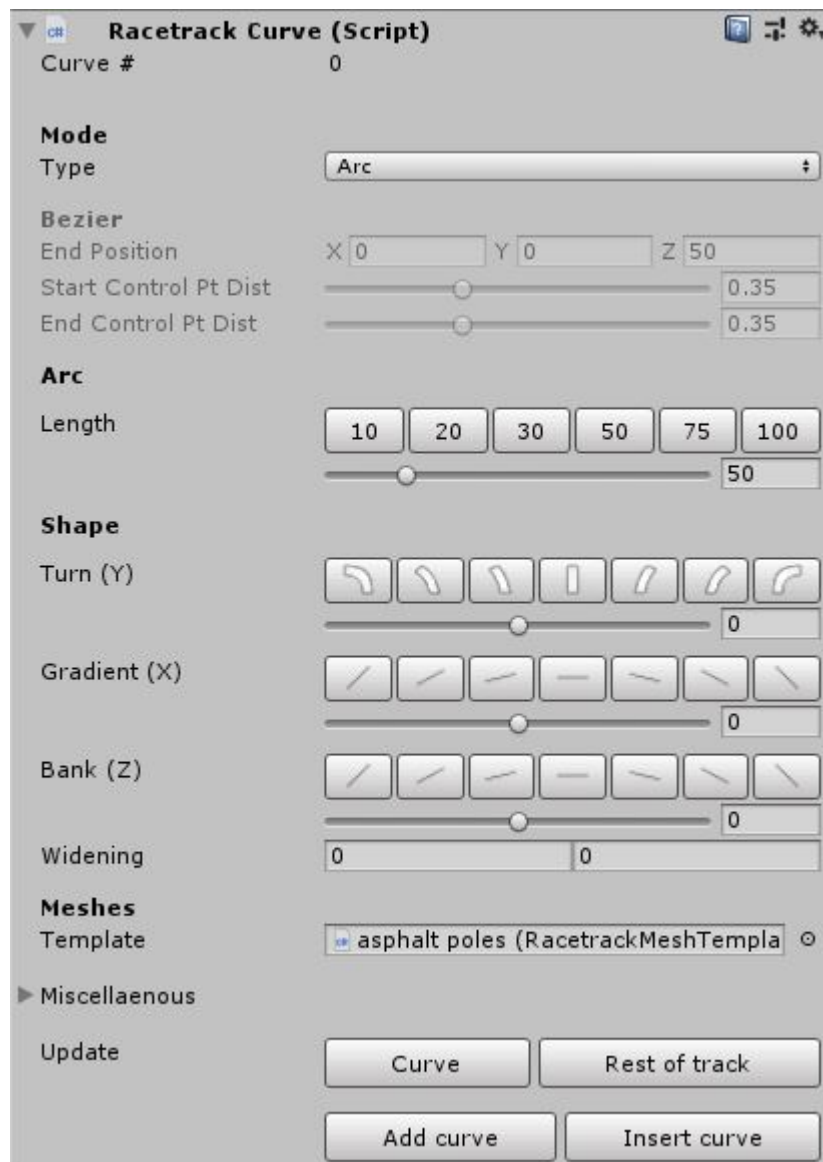 c# Racetrack Curve (Script)
Curve # 0
Mode
Type Arc
Bezier
End Position X 0 Y 0 Z 50
Start Control Pt Dist 0.35
End Control Pt Dist 0.35
Arc
Length 10 20 30 50 75 100
50
Shape
Turn (Y)
0
Gradient (X)
0
Bank (Z)
0
Widening 0 0
Meshes
Template c# asphalt poles (RacetrackMeshTempla
Miscellaenous
Update Curve Rest of track
Add curve Insert curve